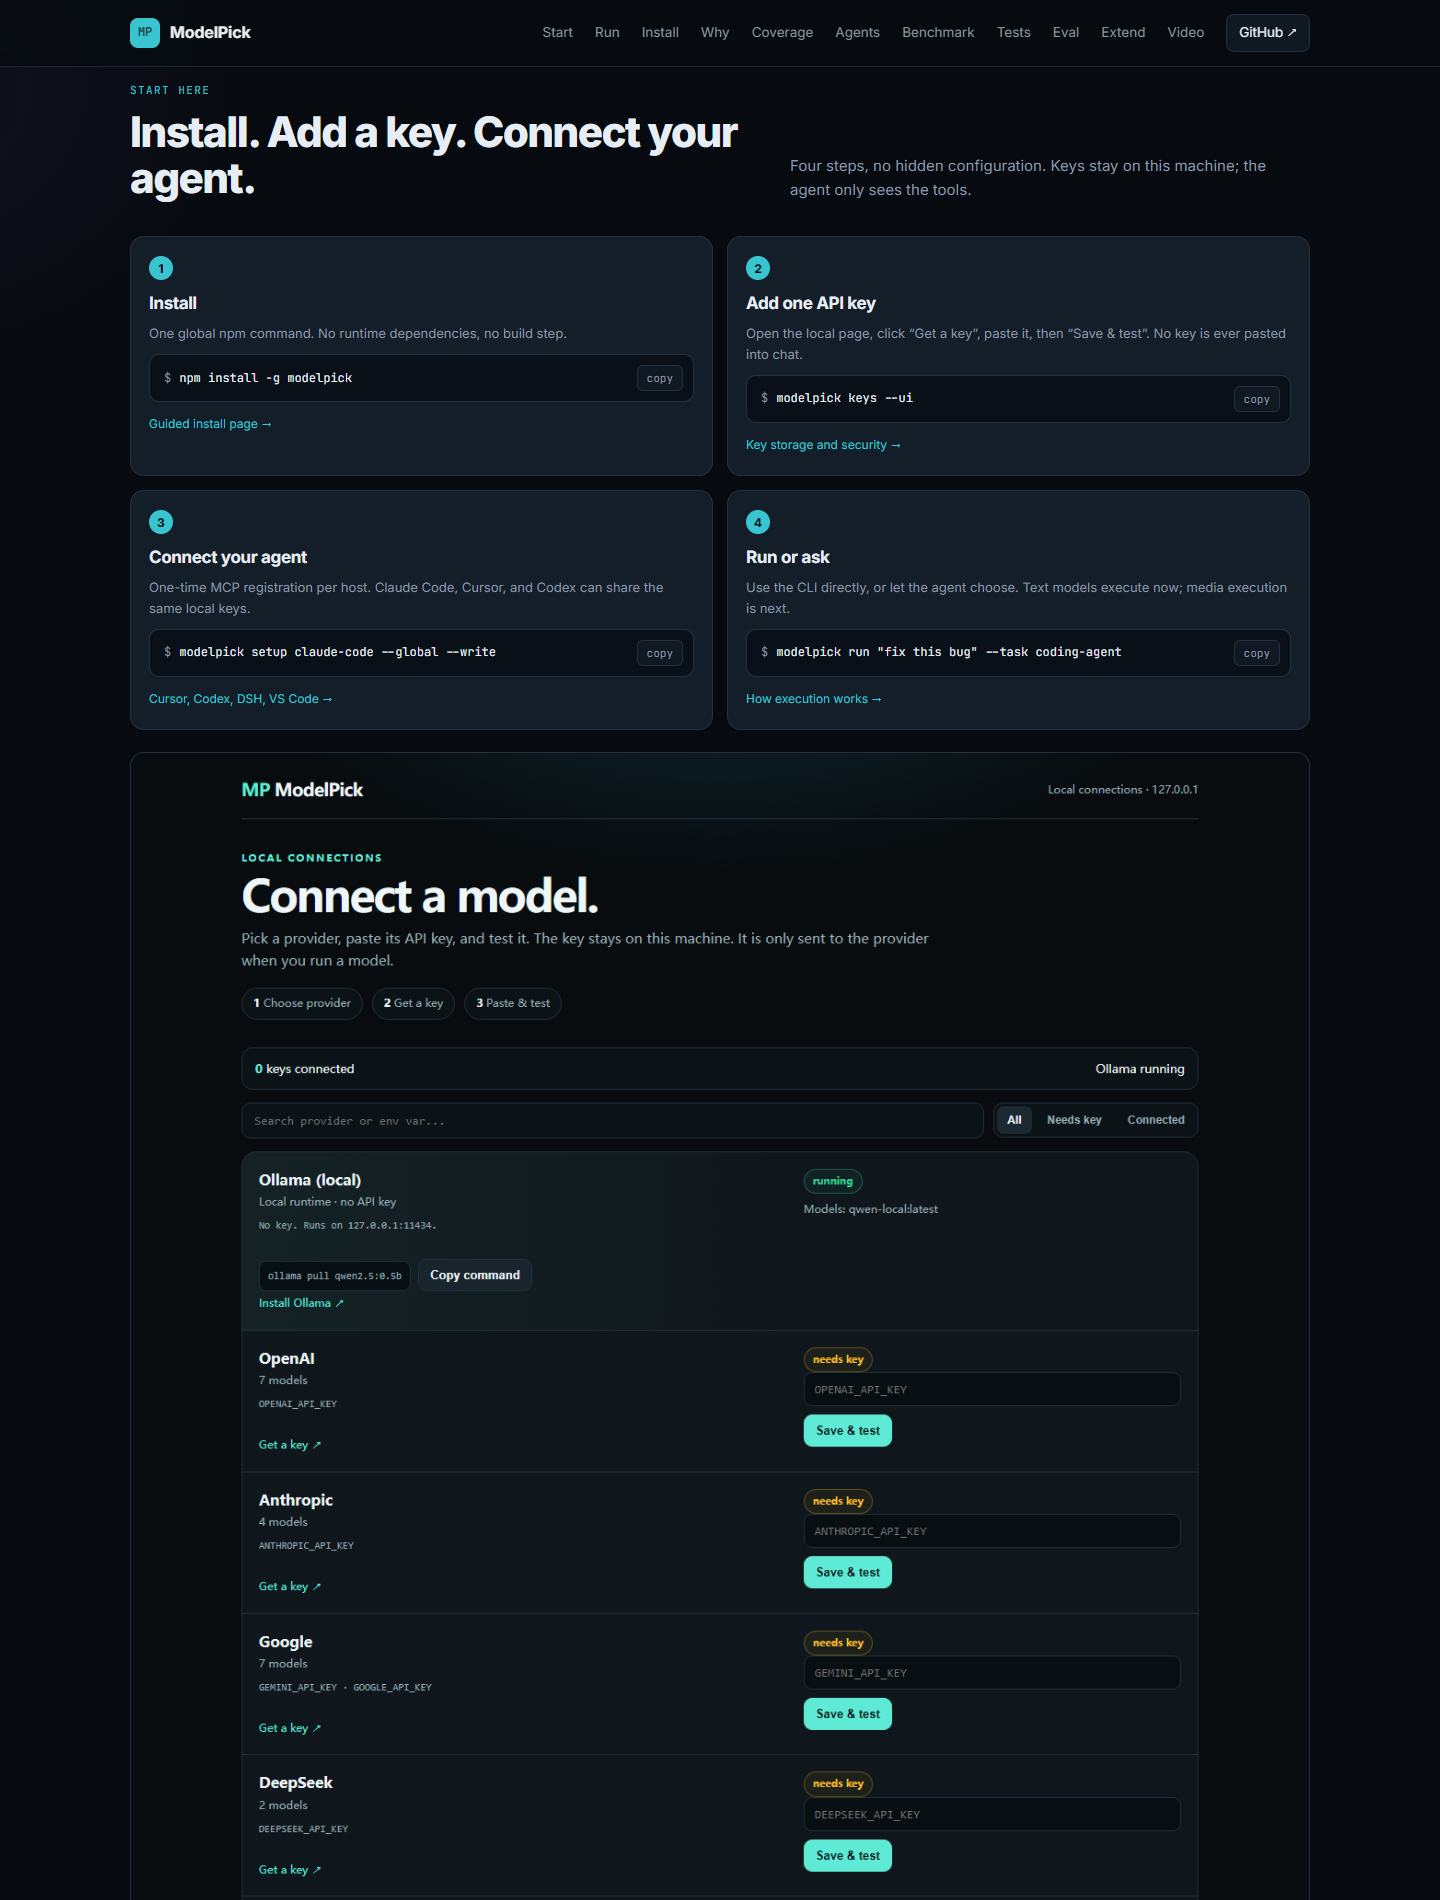 MP ModelPick
Start Run Install Why Coverage Agents Benchmark Tests Eval Extend Video GitHub ↗
START HERE
Install. Add a key. Connect your
agent.
Four steps, no hidden configuration. Keys stay on this machine; the
agent only sees the tools.
1
Install
One global npm command. No runtime dependencies, no build step.
$ npm install -g modelpick
copy
Guided install page →
2
Add one API key
Open the local page, click “Get a key”, paste it, then “Save & test”. No key is ever pasted
into chat.
$ modelpick keys --ui
copy
Key storage and security →
3
Connect your agent
One-time MCP registration per host. Claude Code, Cursor, and Codex can share the
same local keys.
$ modelpick setup claude-code --global --write
copy
Cursor, Codex, DSH, VS Code →
4
Run or ask
Use the CLI directly, or let the agent choose. Text models execute now; media execution
is next.
$ modelpick run "fix this bug" --task coding-agent
copy
How execution works →
MP ModelPick
Local connections · 127.0.0.1
LOCAL CONNECTIONS
Connect a model.
Pick a provider, paste its API key, and test it. The key stays on this machine. It is only sent to the provider
when you run a model.
1 Choose provider
2 Get a key
3 Paste & test
0 keys connected
Ollama running
Search provider or env var...
All Needs key Connected
Ollama (local)
Local runtime · no API key
No key. Runs on 127.0.0.1:11434.
ollama pull qwen2.5:0.5b
Copy command
Install Ollama ↗
running
Models: qwen-local:latest
OpenAI
7 models
OPENAI_API_KEY
Get a key ↗
needs key
OPENAI_API_KEY
Save & test
Anthropic
4 models
ANTHROPIC_API_KEY
Get a key ↗
needs key
ANTHROPIC_API_KEY
Save & test
Google
7 models
GEMINI_API_KEY · GOOGLE_API_KEY
Get a key ↗
needs key
GEMINI_API_KEY
Save & test
DeepSeek
2 models
DEEPSEEK_API_KEY
Get a key ↗
needs key
DEEPSEEK_API_KEY
Save & test